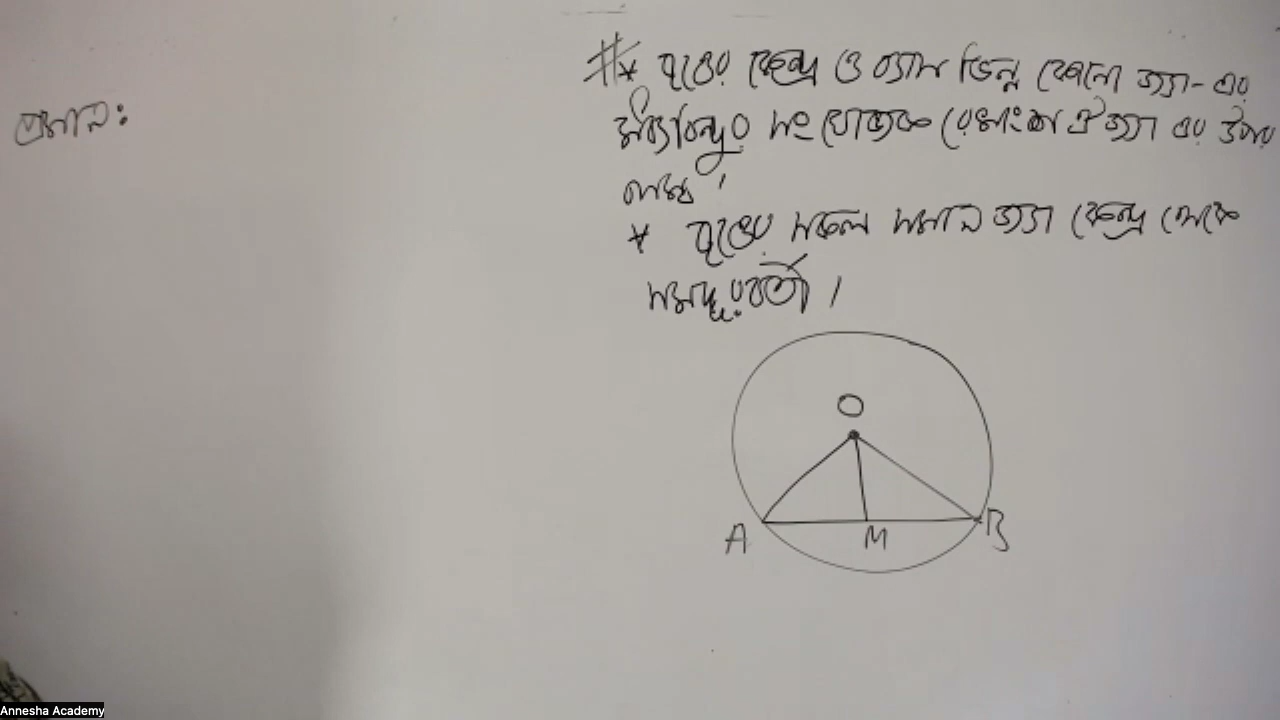 প্রমাণ:
#* বৃত্তের কেন্দ্র ও ব্যাস ভিন্ন কোনো জ্যা-এর
মধ্যবিন্দুর সংযোজক রেখাংশ ঐ জ্যা এর উপর
লম্ব।
* বৃত্তের সকল সমান জ্যা কেন্দ্র থেকে
সমদূরবর্তী।
O
A M B
Annesha Academy